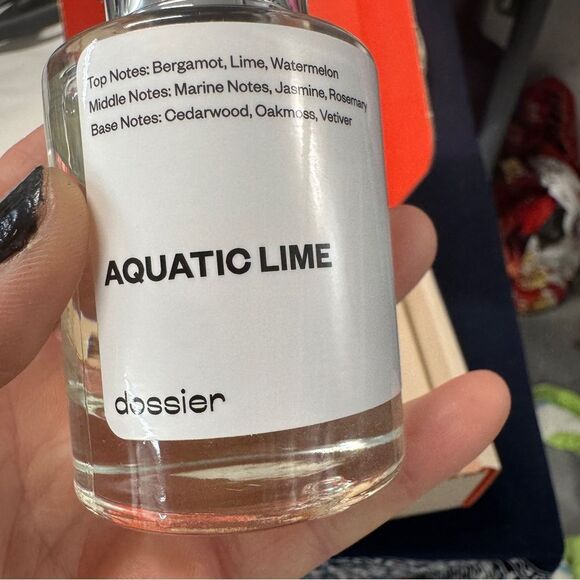 Top Notes: Bergamot, Lime, Watermelon
Middle Notes: Marine Notes, Jasmine, Rosemary
Base Notes: Cedarwood, Oakmoss, Vetiver
AQUATIC LIME
dossier